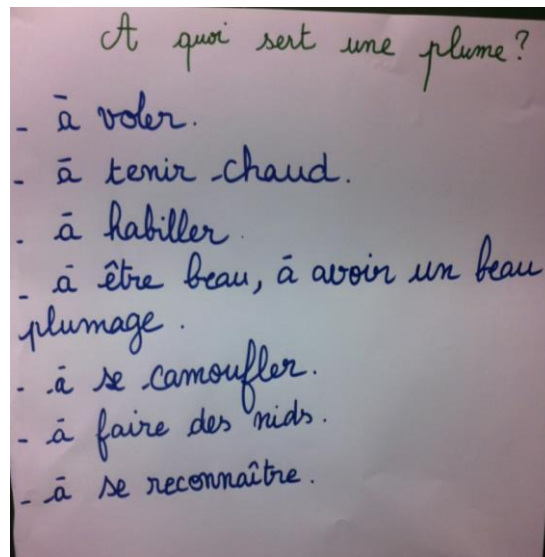 A quoi sert une plume?
- à voler.
- à tenir chaud.
- à habiller.
- à être beau, à avoir un beau
plumage.
- à se camoufler.
- à faire des nids.
- à se reconnaître.